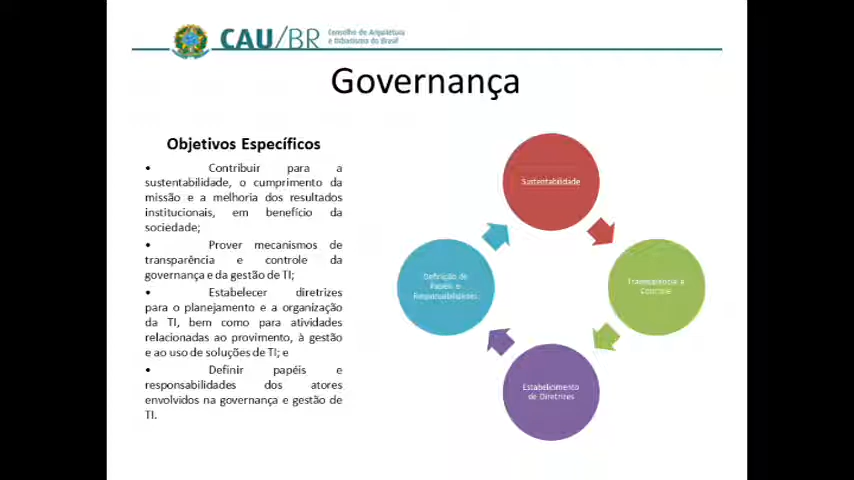 CAU/BR Conselho de Arquitetura
e Urbanismo do Brasil
Governança
Objetivos Específicos
• Contribuir para a
sustentabilidade, o cumprimento da
missão e a melhoria dos resultados
institucionais, em benefício da
sociedade;
• Prover mecanismos de
transparência e controle da
governança e da gestão de TI;
• Estabelecer diretrizes
para o planejamento e a organização
da TI, bem como para atividades
relacionadas ao provimento, à gestão
e ao uso de soluções de TI; e
• Definir papéis e
responsabilidades dos atores
envolvidos na governança e gestão de
TI.
Sustentabilidade
Transparência e
Controle
Estabelecimento
de Diretrizes
Definição de
Papéis e
Responsabilidades